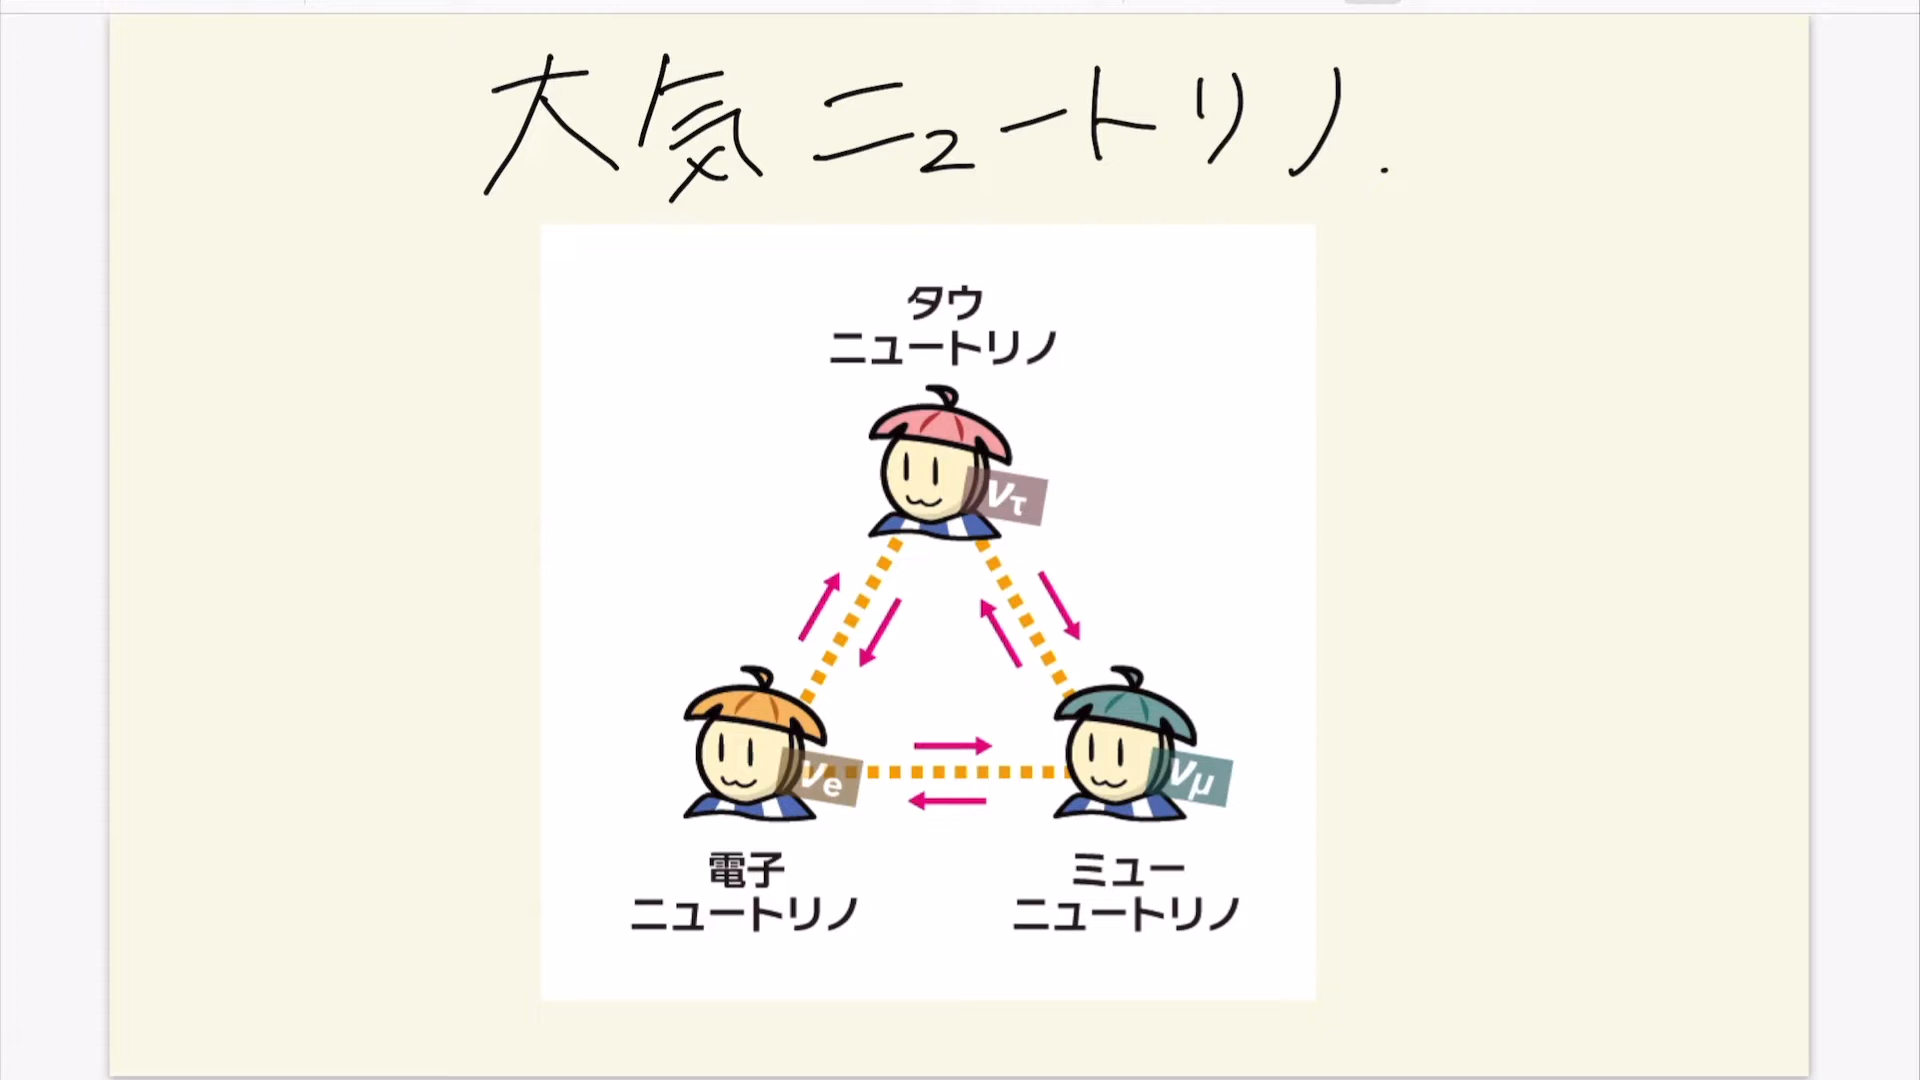 大気ニュートリノ.
タウ
ニュートリノ
ντ
νe
νμ
電子
ニュートリノ
ミュー
ニュートリノ